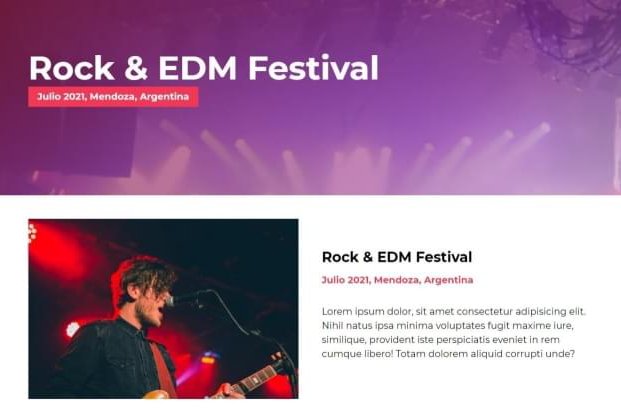 Rock & EDM Festival
Julio 2021, Mendoza, Argentina
Rock & EDM Festival
Julio 2021, Mendoza, Argentina
Lorem ipsum dolor, sit amet consectetur adipisicing elit.
Nihil natus ipsa minima voluptates fugit maxime iure,
similique, provident iste perspiciatis eveniet in rem
cumque libero! Totam dolorem aliquid corrupti unde?